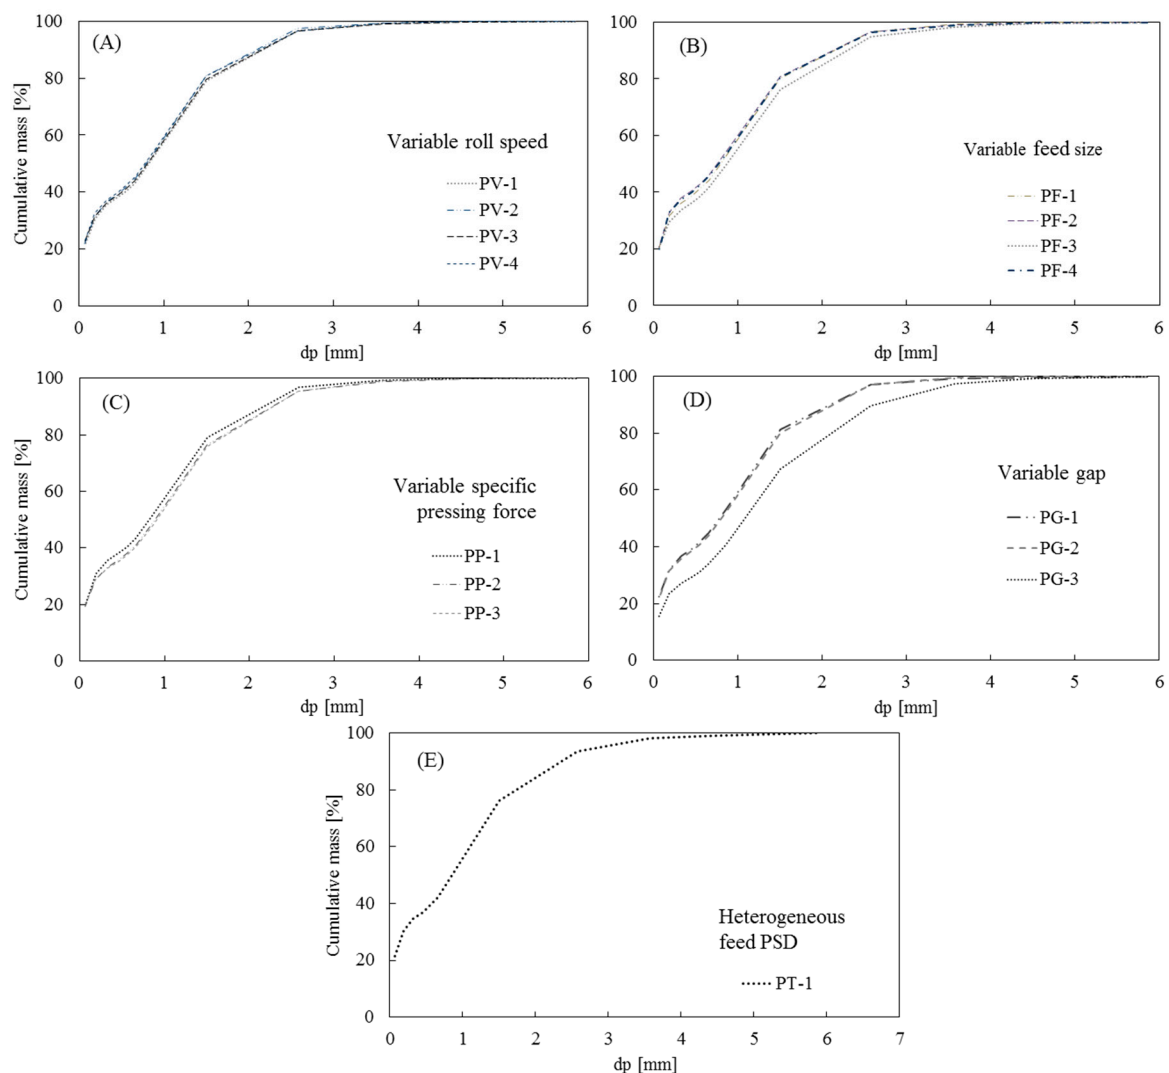 (A)
Cumulative mass [%]
100
80
60
40
20
0
0 1 2 3 4 5 6
dp [mm]
Variable roll speed
PV-1
PV-2
PV-3
PV-4
(B)
Cumulative mass [%]
100
80
60
40
20
0
0 1 2 3 4 5 6
dp [mm]
Variable feed size
PF-1
PF-2
PF-3
PF-4
(C)
Cumulative mass [%]
100
80
60
40
20
0
0 1 2 3 4 5 6
dp [mm]
Variable specific
pressing force
PP-1
PP-2
PP-3
(D)
Cumulative mass [%]
100
80
60
40
20
0
0 1 2 3 4 5 6
dp [mm]
Variable gap
PG-1
PG-2
PG-3
(E)
Cumulative mass [%]
100
80
60
40
20
0
0 1 2 3 4 5 6 7
dp [mm]
Heterogeneous
feed PSD
PT-1